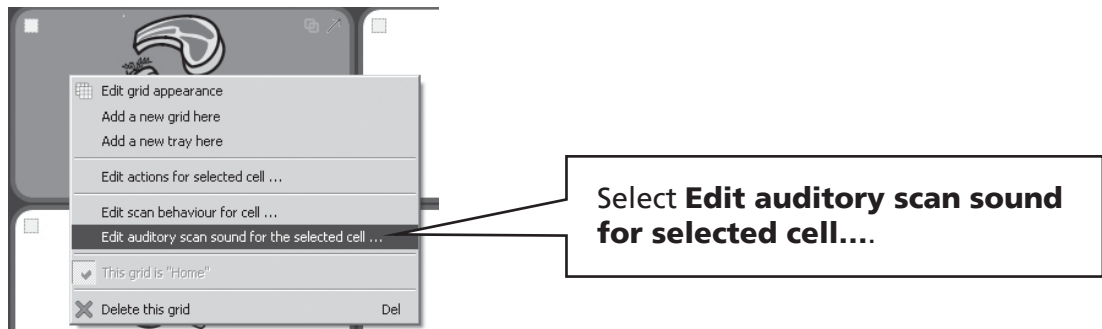 Edit grid appearance
Add a new grid here
Add a new tray here
Edit actions for selected cell ...
Edit scan behaviour for cell ...
Edit auditory scan sound for the selected cell ...
This grid is "Home"
Delete this grid Del
Select Edit auditory scan sound
for selected cell....